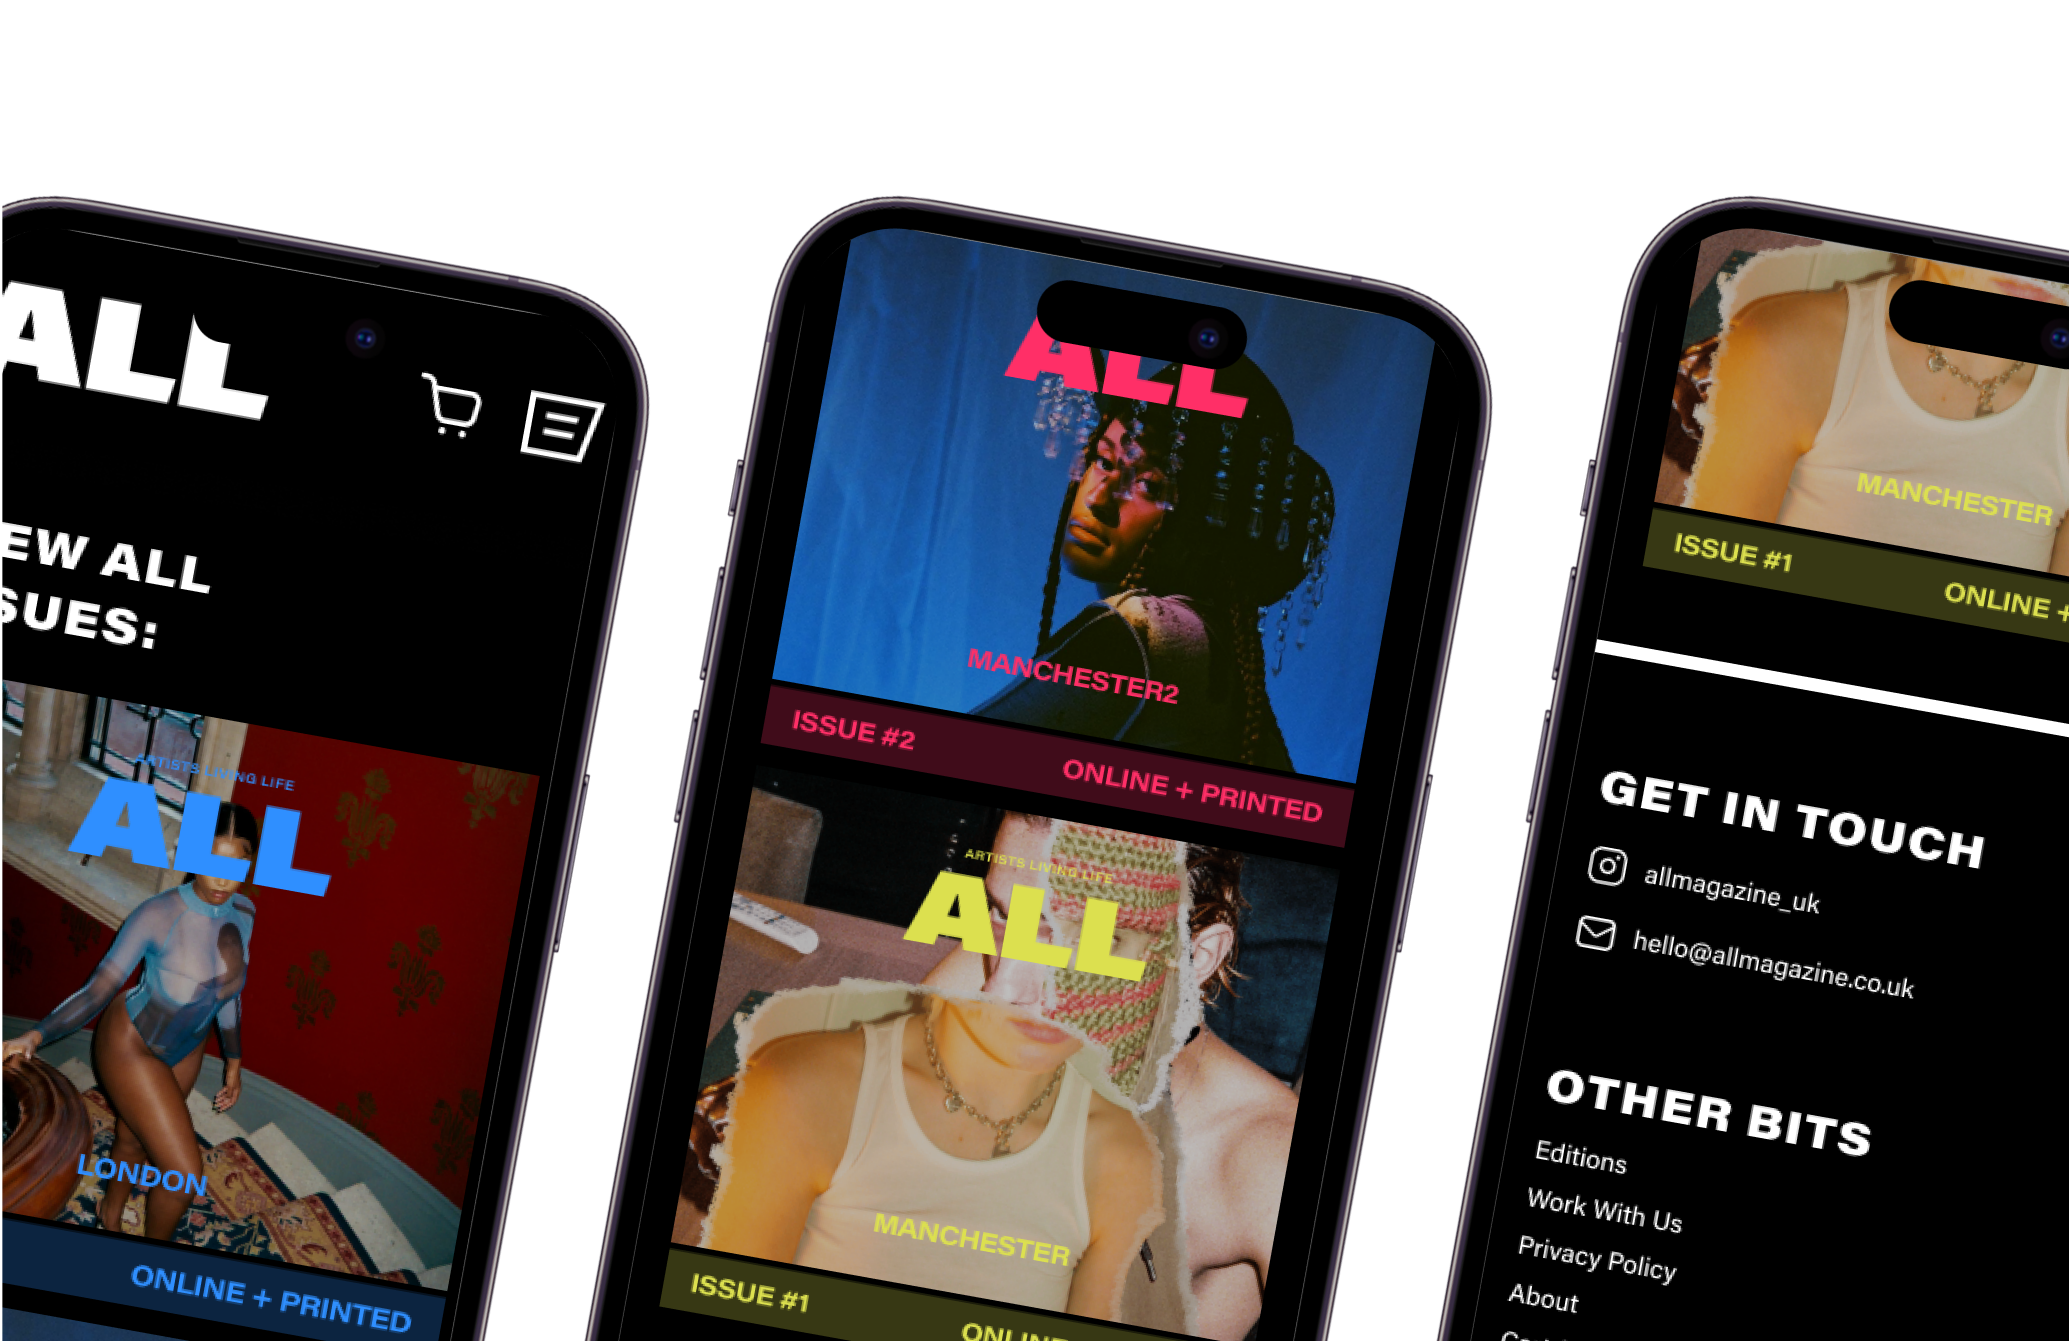 ALL
EW ALL
SUES:
ARTISTS LIVING LIFE
ALL
LONDON
ONLINE + PRINTED
ALL
MANCHESTER2
ISSUE #2
ONLINE + PRINTED
ARTISTS LIVING LIFE
ALL
MANCHESTER
ISSUE #1
ONLINE
MANCHESTER
ISSUE #1
ONLINE +
GET IN TOUCH
allmagazine_uk
hello@allmagazine.co.uk
OTHER BITS
Editions
Work With Us
Privacy Policy
About